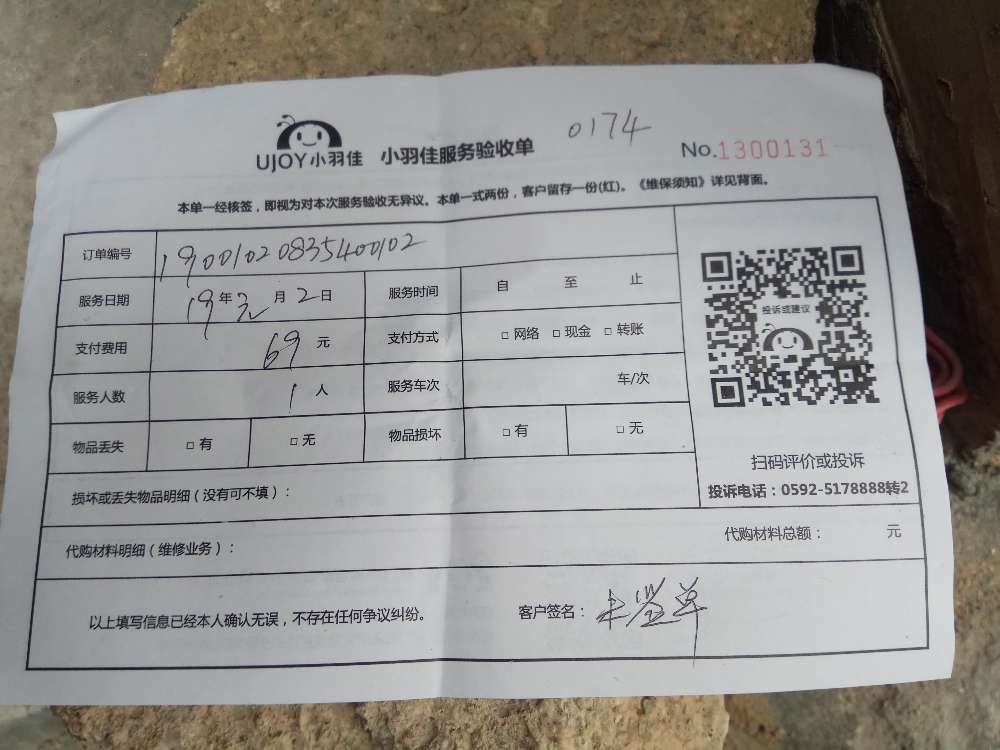 UJOY小羽佳 小羽佳服务验收单 0174 No.1300131
本单一经核签，即视为对本次服务验收无异议。本单一式两份，客户留存一份(红)。《维保须知》详见背面。
订单编号 1900102083540​0102
服务日期 19年元月2日 服务时间 自 至 止
支付费用 69元 支付方式 □ 网络 □ 现金 □ 转账
服务人数 1人 服务车次 车/次
物品丢失 □ 有 □ 无 物品损坏 □ 有 □ 无
投诉或建议
扫码评价或投诉
投诉电话：0592-5178888转2
损坏或丢失物品明细（没有可不填）：
代购材料明细（维修业务）： 代购材料总额： 元
以上填写信息已经本人确认无误，不存在任何争议纠纷。 客户签名：